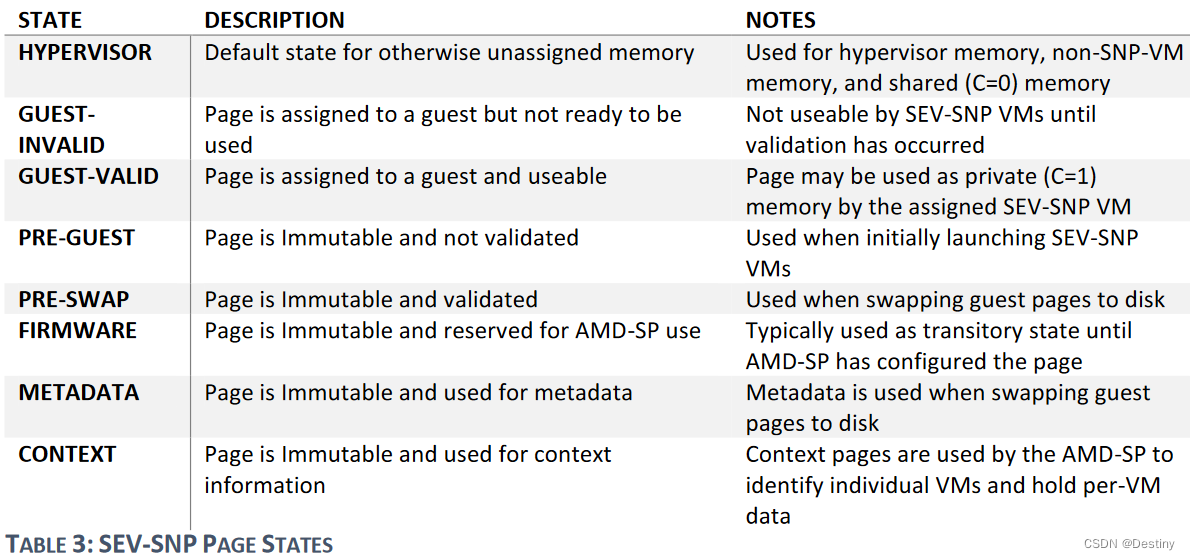 STATE DESCRIPTION NOTES
HYPERVISOR Default state for otherwise unassigned memory Used for hypervisor memory, non-SNP-VM
memory, and shared (C=0) memory
GUEST- Page is assigned to a guest but not ready to be Not useable by SEV-SNP VMs until
INVALID used validation has occurred
GUEST-VALID Page is assigned to a guest and useable Page may be used as private (C=1)
memory by the assigned SEV-SNP VM
PRE-GUEST Page is Immutable and not validated Used when initially launching SEV-SNP
VMs
PRE-SWAP Page is Immutable and validated Used when swapping guest pages to disk
FIRMWARE Page is Immutable and reserved for AMD-SP use Typically used as transitory state until
AMD-SP has configured the page
METADATA Page is Immutable and used for metadata Metadata is used when swapping guest
pages to disk
CONTEXT Page is Immutable and used for context Context pages are used by the AMD-SP to
information identify individual VMs and hold per-VM
data
TABLE 3: SEV-SNP PAGE STATES
CSDN @Destiny